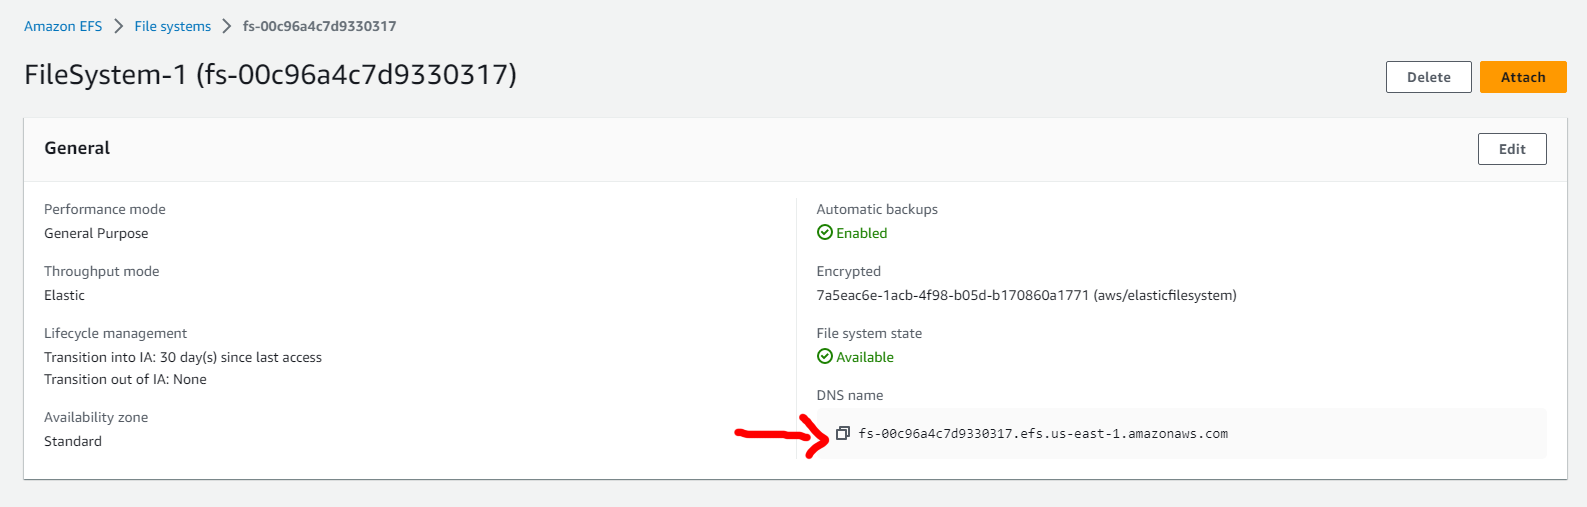 Amazon EFS > File systems > fs-00c96a4c7d9330317
FileSystem-1 (fs-00c96a4c7d9330317)
Delete
Attach
General
Edit
Performance mode
General Purpose
Throughput mode
Elastic
Lifecycle management
Transition into IA: 30 day(s) since last access
Transition out of IA: None
Availability zone
Standard
Automatic backups
Enabled
Encrypted
7a5eac6e-1acb-4f98-b05d-b170860a1771 (aws/elasticfilesystem)
File system state
Available
DNS name
fs-00c96a4c7d9330317.efs.us-east-1.amazonaws.com